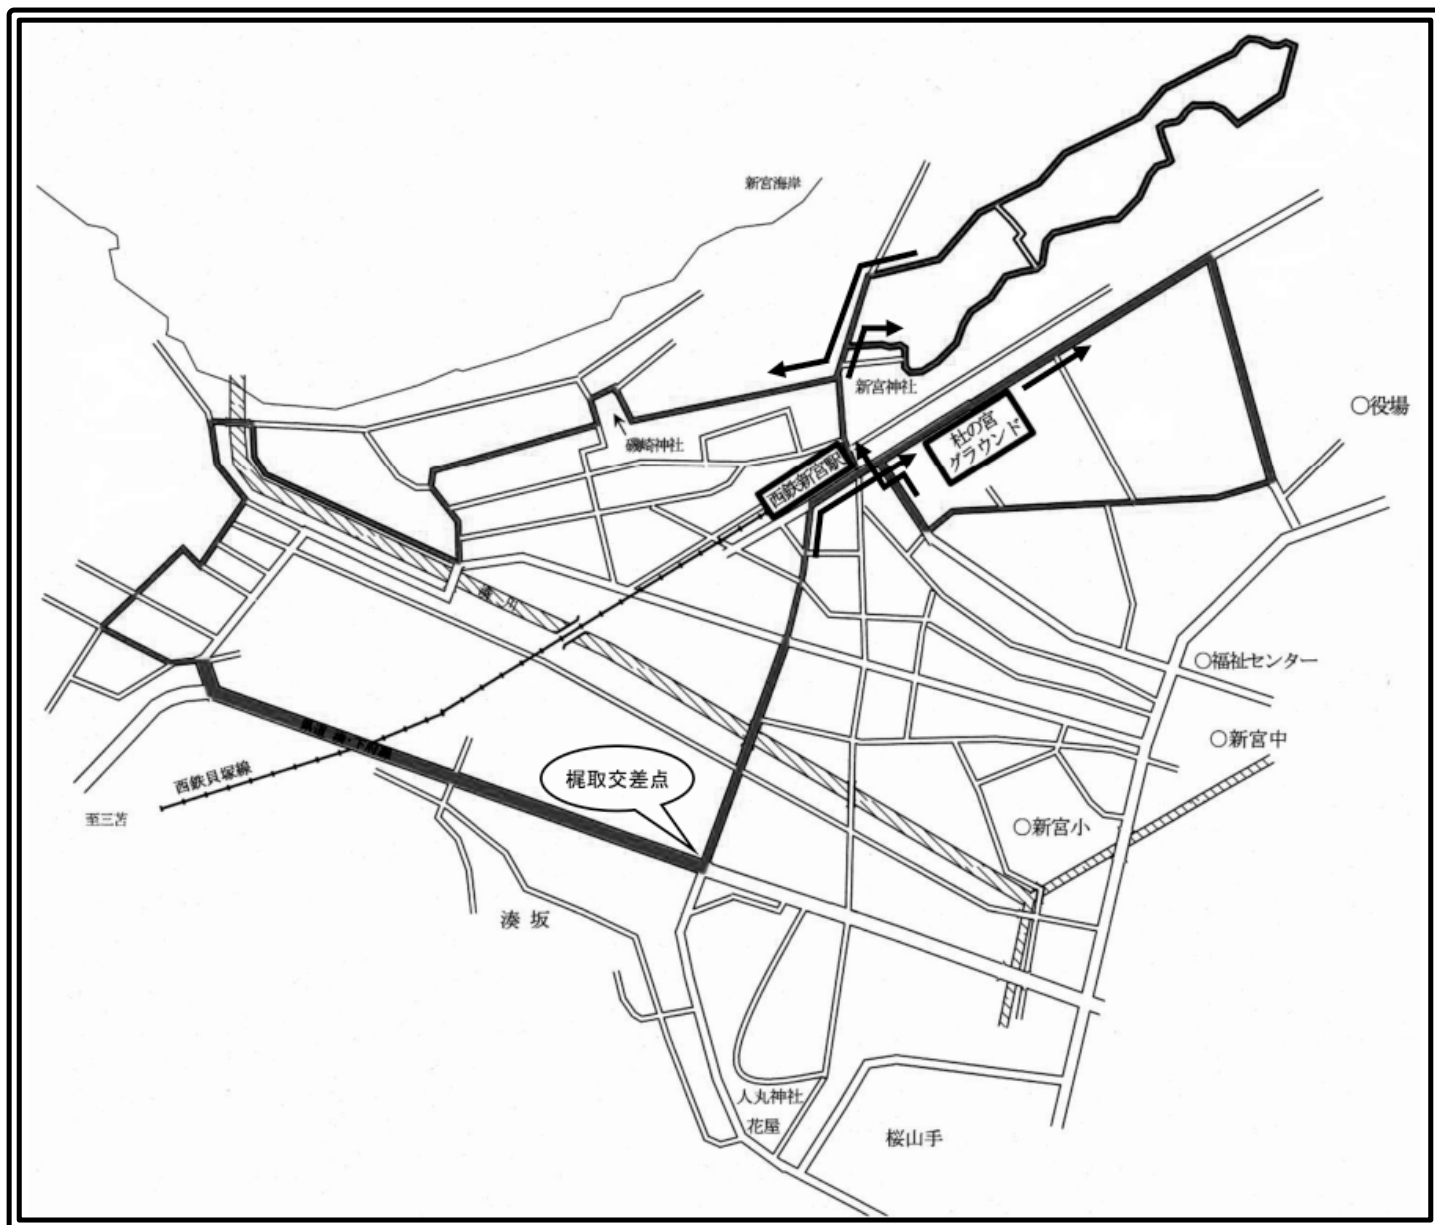 新宮海岸
新宮神社
○役場
磯崎神社
杜の宮
グラウンド
西鉄新宮駅
湊川
○福祉センター
○新宮中
西鉄貝塚線
梶取交差点
至三苫
○新宮小
湊坂
人丸神社
花屋
桜山手